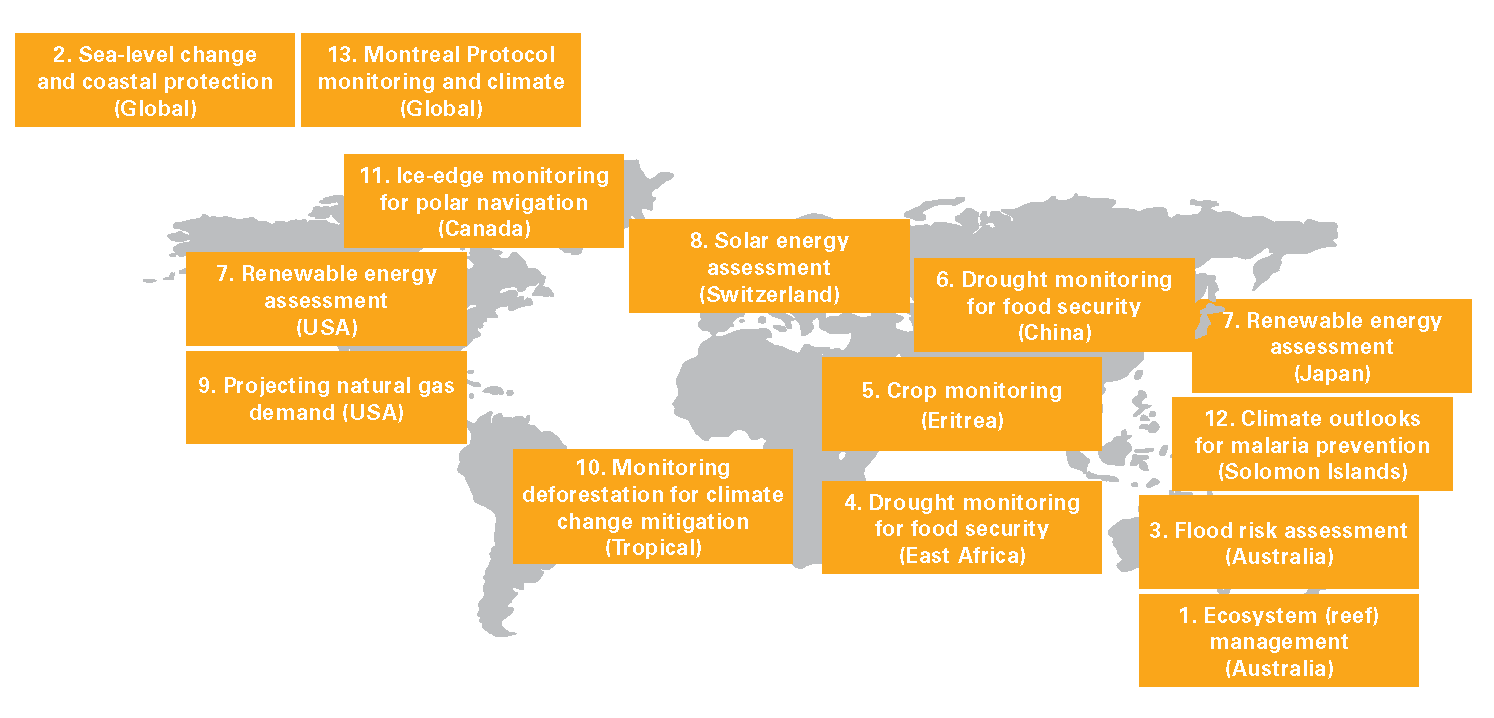 2. Sea-level change
and coastal protection
(Global)
13. Montreal Protocol
monitoring and climate
(Global)
11. Ice-edge monitoring
for polar navigation
(Canada)
8. Solar energy
assessment
(Switzerland)
7. Renewable energy
assessment
(USA)
6. Drought monitoring
for food security
(China)
7. Renewable energy
assessment
(Japan)
9. Projecting natural gas
demand (USA)
5. Crop monitoring
(Eritrea)
12. Climate outlooks
for malaria prevention
(Solomon Islands)
10. Monitoring
deforestation for climate
change mitigation
(Tropical)
4. Drought monitoring
for food security
(East Africa)
3. Flood risk assessment
(Australia)
1. Ecosystem (reef)
management
(Australia)